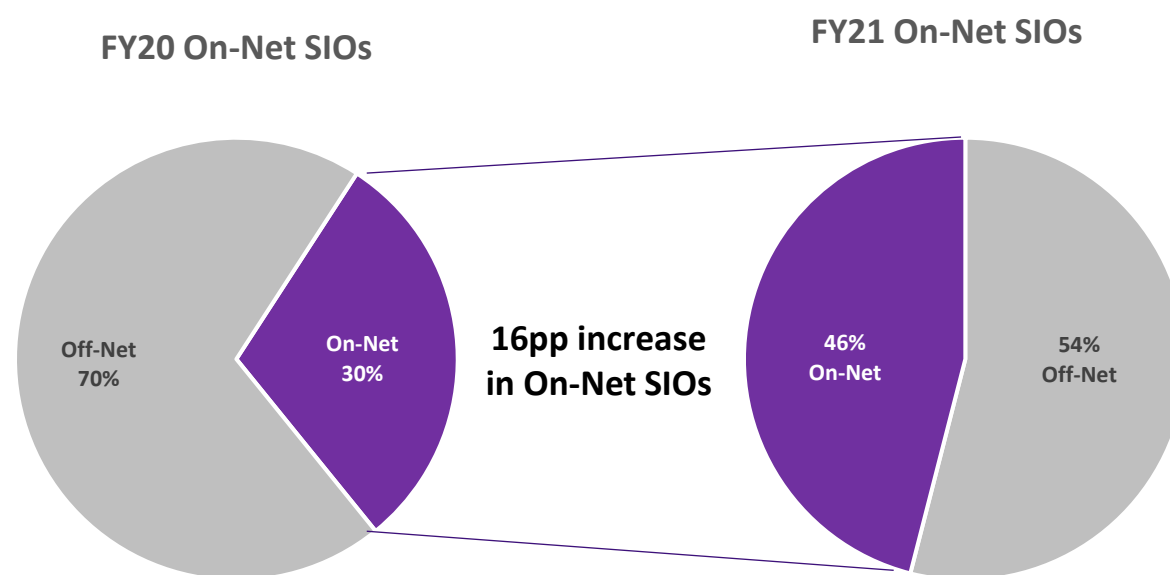 FY20 On-Net SIOs
FY21 On-Net SIOs
Off-Net
70%
On-Net
30%
16pp increase
in On-Net SIOs
46%
On-Net
54%
Off-Net